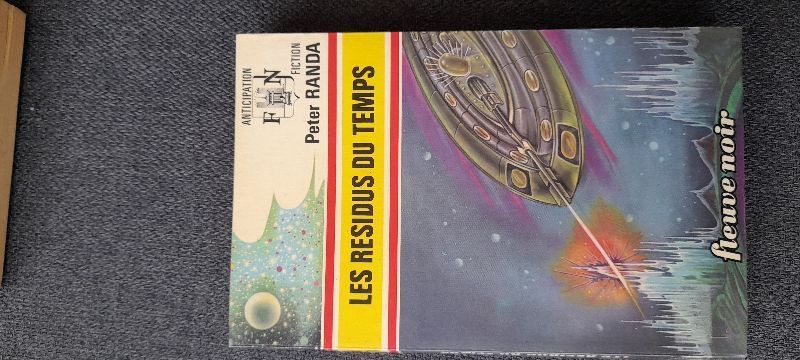 ANTICIPATION
FICTION
F N
Peter RANDA
LES RESIDUS DU TEMPS
fleuve noir